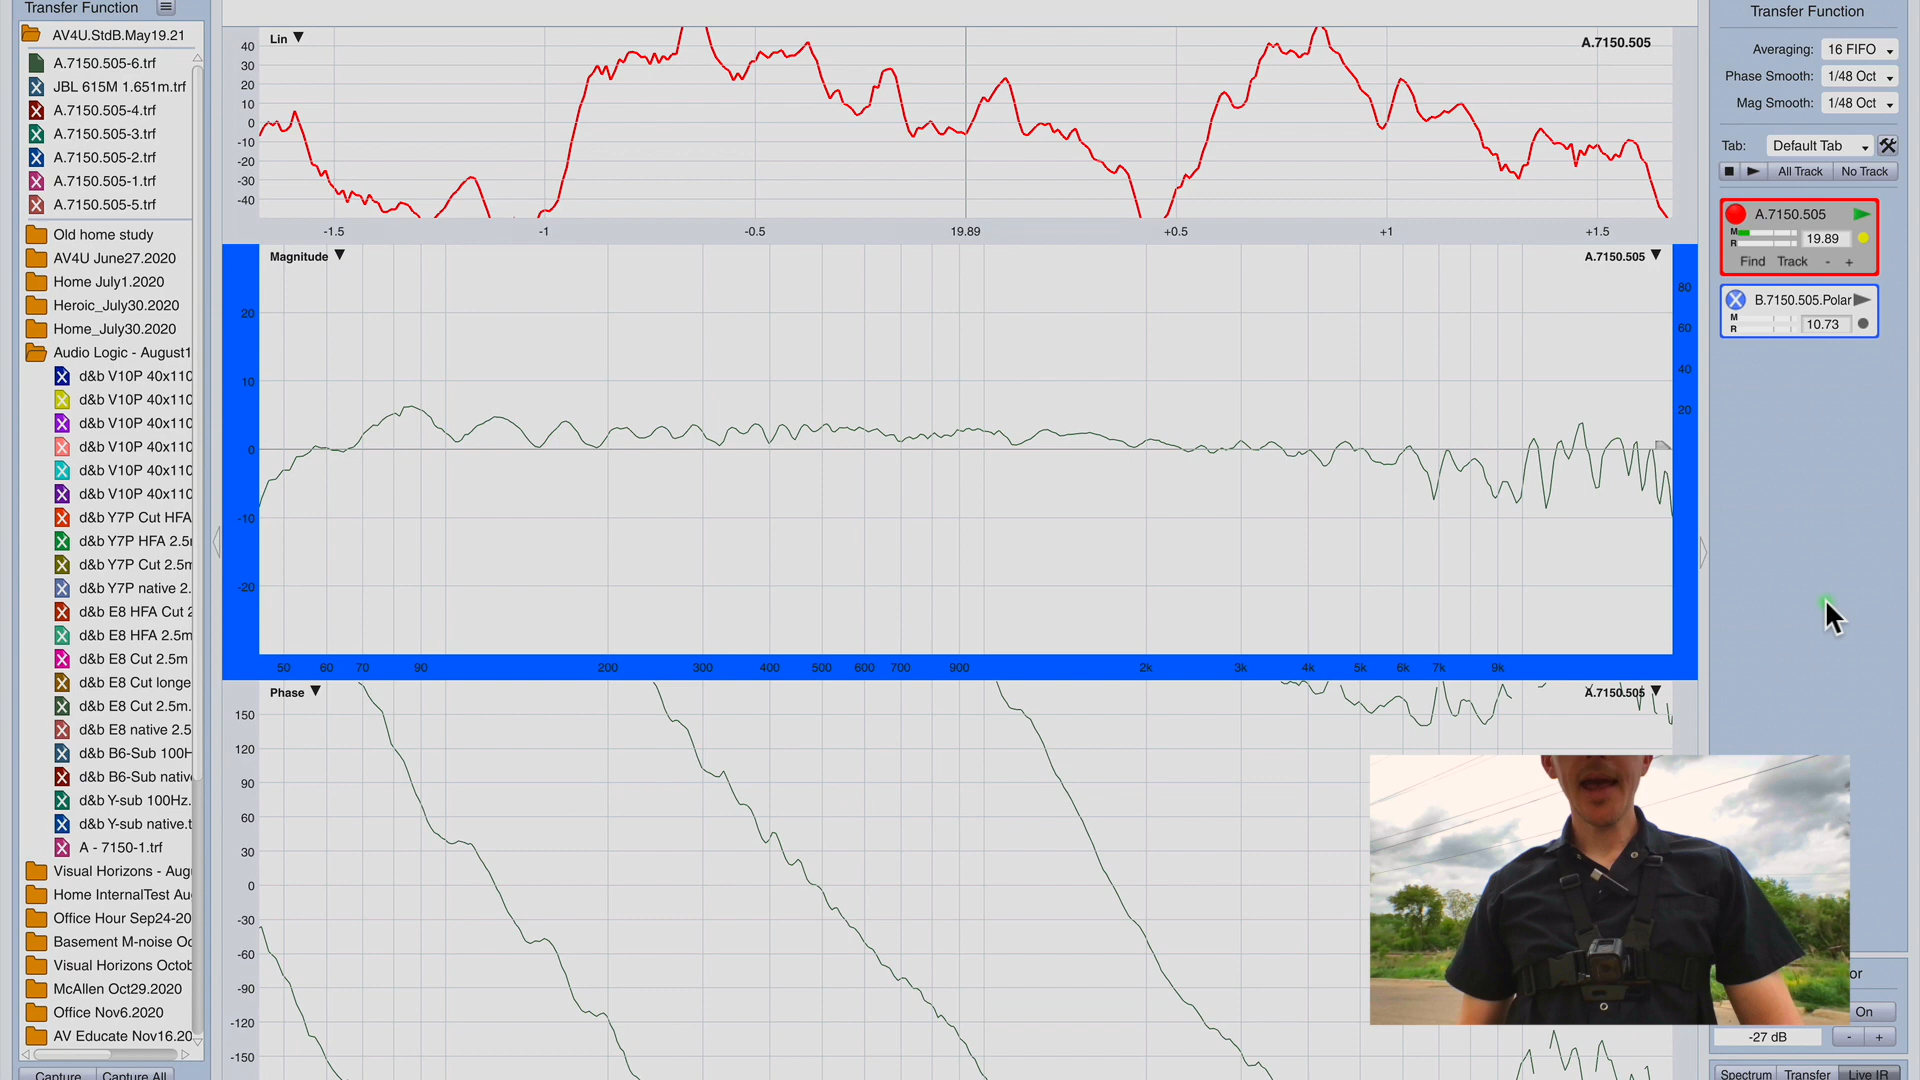 Transfer Function
AV4U.StdB.May19.21
A.7150.505-6.trf
JBL 615M 1.651m.trf
A.7150.505-4.trf
A.7150.505-3.trf
A.7150.505-2.trf
A.7150.505-1.trf
A.7150.505-5.trf
Old home study
AV4U June27.2020
Home July1.2020
Heroic_July30.2020
Home_July30.2020
Audio Logic - August1
d&b V10P 40x110
d&b V10P 40x110
d&b V10P 40x110
d&b V10P 40x110
d&b V10P 40x110
d&b V10P 40x110
d&b Y7P Cut HFA
d&b Y7P HFA 2.5
d&b Y7P Cut 2.5m
d&b Y7P native 2.
d&b E8 HFA Cut 2
d&b E8 HFA 2.5m
d&b E8 Cut 2.5m
d&b E8 Cut longe
d&b E8 Cut 2.5m.
d&b E8 native 2.5
d&b B6-Sub 100H
d&b B6-Sub native
d&b Y-sub 100Hz.
d&b Y-sub native.t
A - 7150-1.trf
Visual Horizons - Aug
Home InternalTest Au
Office Hour Sep24-20
Basement M-noise Oc
Visual Horizons Octob
McAllen Oct29.2020
Office Nov6.2020
AV Educate Nov16.20
Capture Capture All
Lin A.7150.505
40
30
20
10
0
-10
-20
-30
-40
-1.5 -1 -0.5 19.89 +0.5 +1 +1.5
Magnitude A.7150.505
20
10
0
-10
-20
80
60
40
20
50 60 70 90 200 300 400 500 600 700 900 2k 3k 4k 5k 6k 7k 9k
Phase A.7150.505
150
120
90
60
30
0
-30
-60
-90
-120
-150
Transfer Function
Averaging: 16 FIFO
Phase Smooth: 1/48 Oct
Mag Smooth: 1/48 Oct
Tab: Default Tab
All Track No Track
A.7150.505
M
R 19.89
Find Track - +
B.7150.505.Polar
M
R 10.73
or
On
-27 dB - +
Spectrum Transfer Live IR